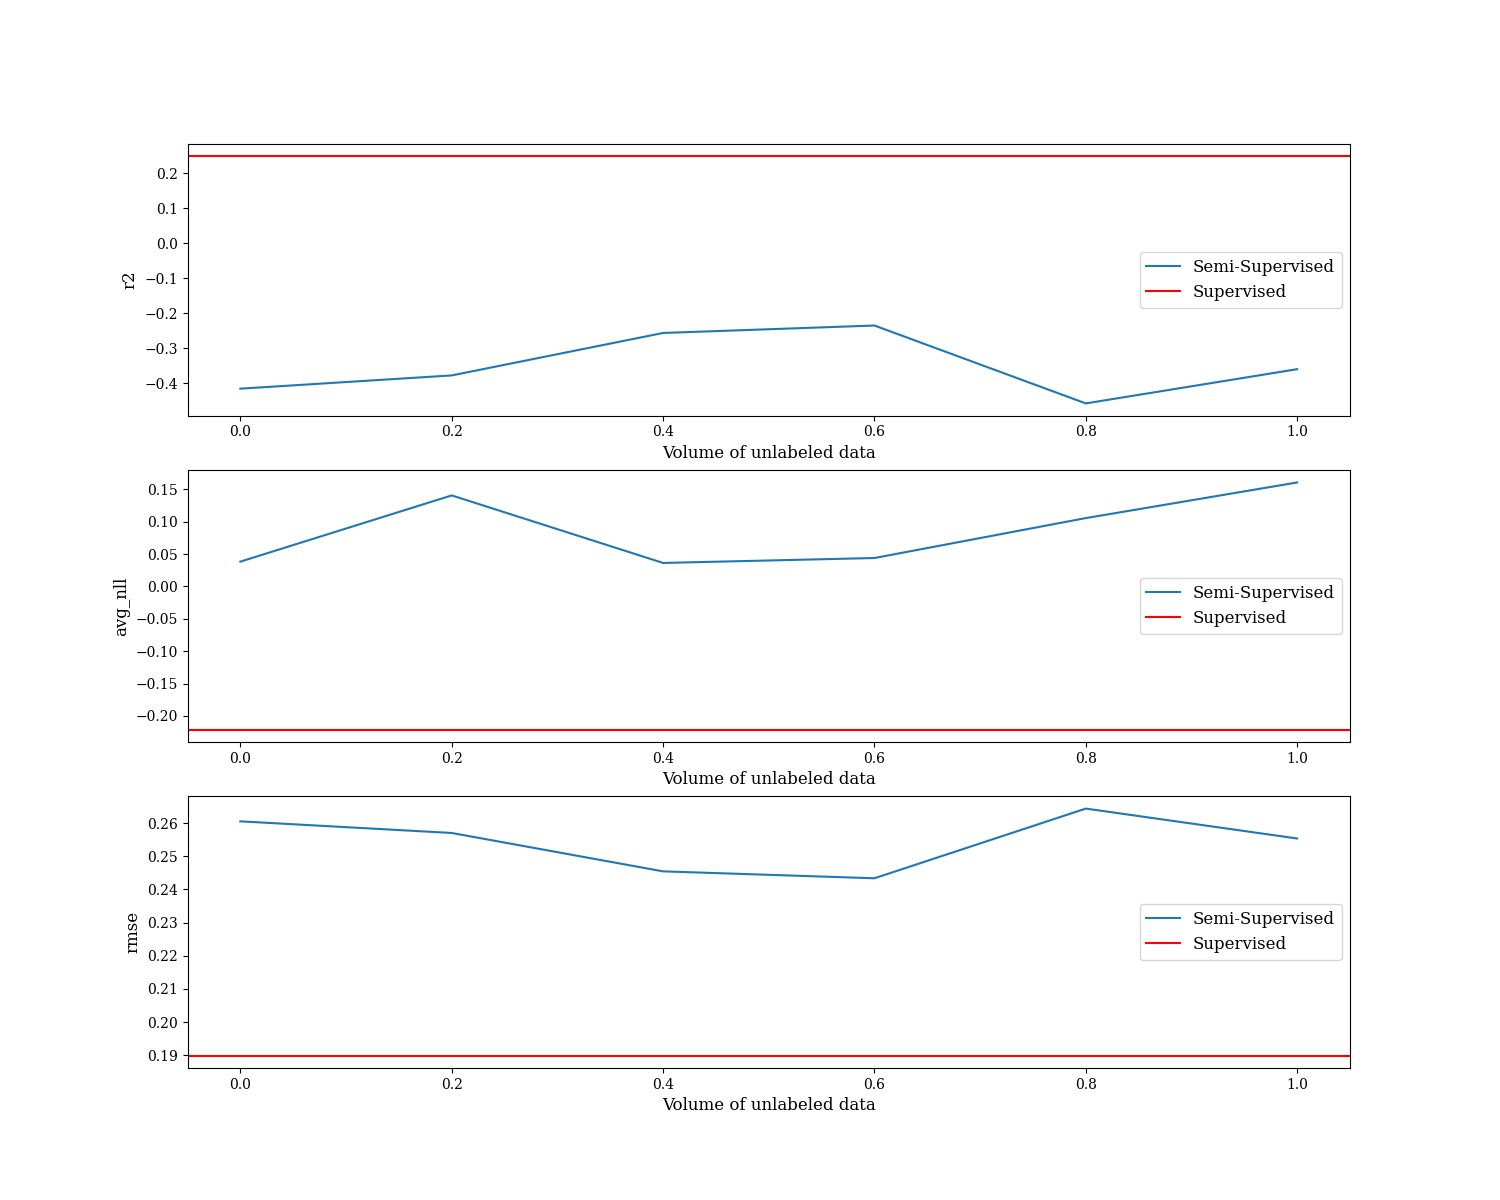 0.2
0.1
0.0
−0.1
−0.2
−0.3
−0.4
r2
Semi-Supervised
Supervised
0.0 0.2 0.4 0.6 0.8 1.0
Volume of unlabeled data
0.15
0.10
0.05
0.00
−0.05
−0.10
−0.15
−0.20
avg_nll
Semi-Supervised
Supervised
0.0 0.2 0.4 0.6 0.8 1.0
Volume of unlabeled data
0.26
0.25
0.24
0.23
0.22
0.21
0.20
0.19
rmse
Semi-Supervised
Supervised
0.0 0.2 0.4 0.6 0.8 1.0
Volume of unlabeled data